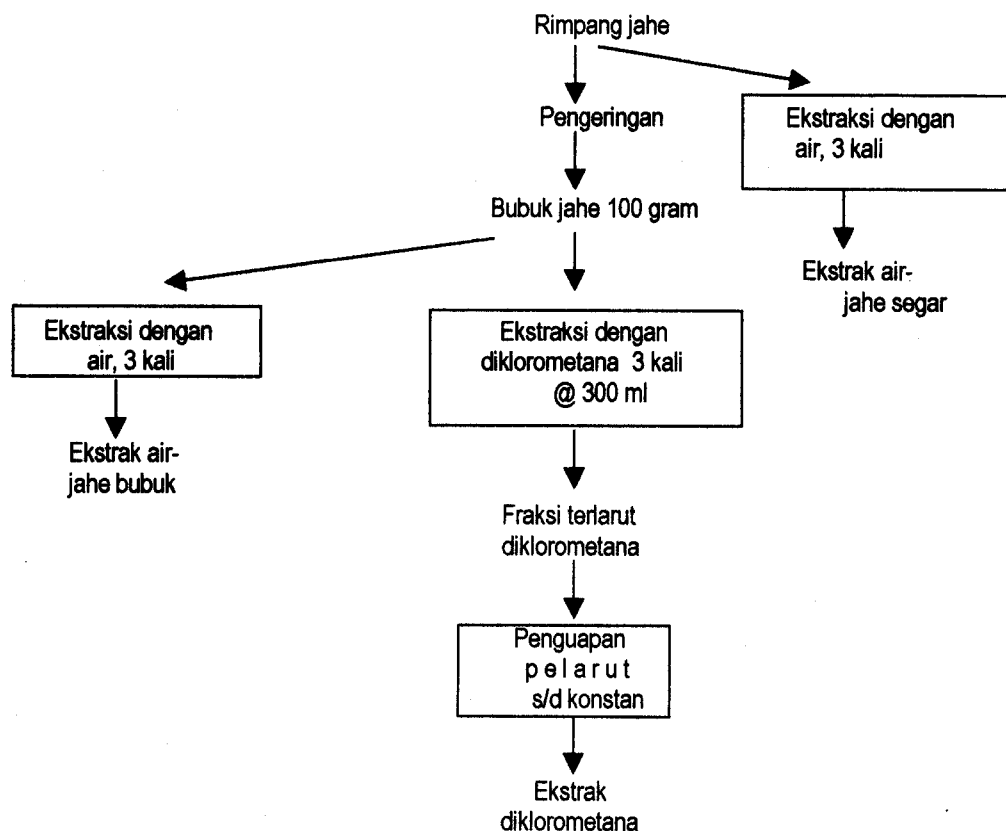 Rimpang jahe
Pengeringan
Ekstraksi dengan
air, 3 kali
Bubuk jahe 100 gram
Ekstrak air-
jahe segar
Ekstraksi dengan
air, 3 kali
Ekstraksi dengan
diklorometana 3 kali
@ 300 ml
Ekstrak air-
jahe bubuk
Fraksi terlarut
diklorometana
Penguapan
p e l a r u t
s/d konstan
Ekstrak
diklorometana